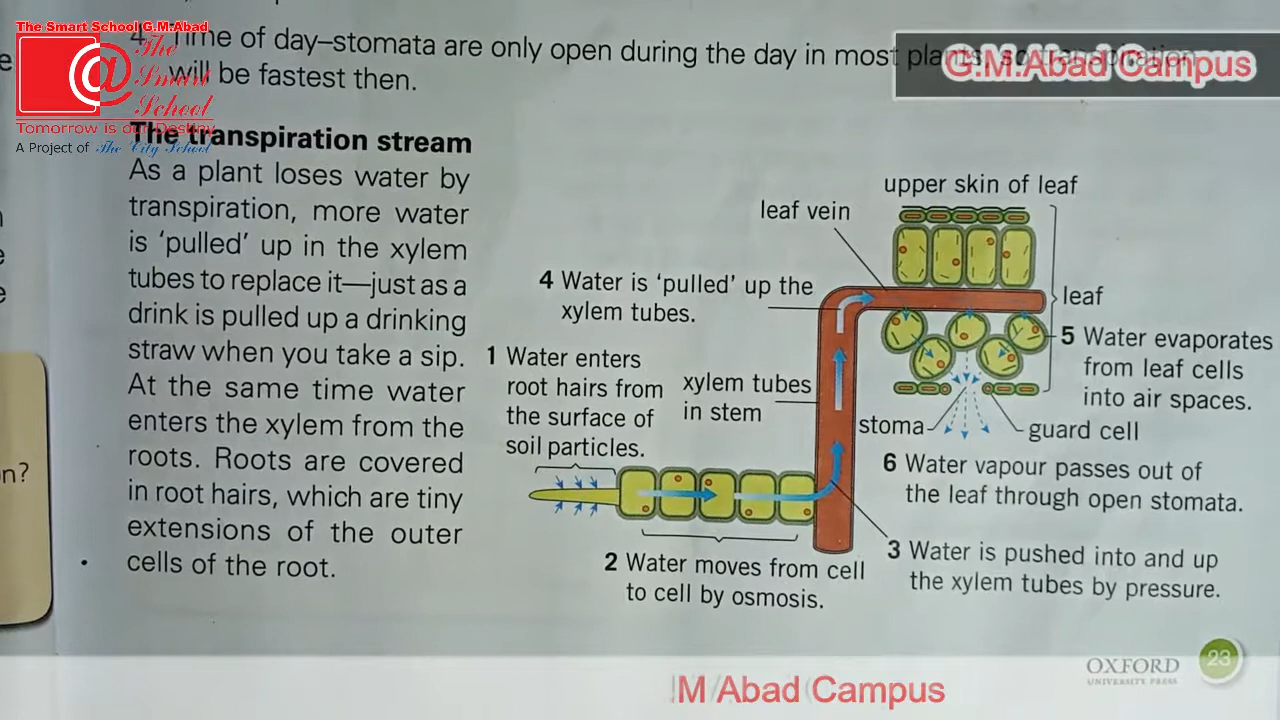 The Smart School G.M.Abad
The
Smart
School
Tomorrow is our Destiny
A Project of The City School
G.M.Abad Campus
4. Time of day–stomata are only open during the day in most plants, so transpiration
will be fastest then.
The transpiration stream
As a plant loses water by
transpiration, more water
is ‘pulled’ up in the xylem
tubes to replace it—just as a
drink is pulled up a drinking
straw when you take a sip.
At the same time water
enters the xylem from the
roots. Roots are covered
in root hairs, which are tiny
extensions of the outer
cells of the root.
n?
upper skin of leaf
leaf vein
leaf
4 Water is ‘pulled’ up the
xylem tubes.
5 Water evaporates
from leaf cells
into air spaces.
1 Water enters
root hairs from
the surface of
soil particles.
xylem tubes
in stem
stoma
guard cell
6 Water vapour passes out of
the leaf through open stomata.
2 Water moves from cell
to cell by osmosis.
3 Water is pushed into and up
the xylem tubes by pressure.
OXFORD
UNIVERSITY PRESS
23
M Abad Campus